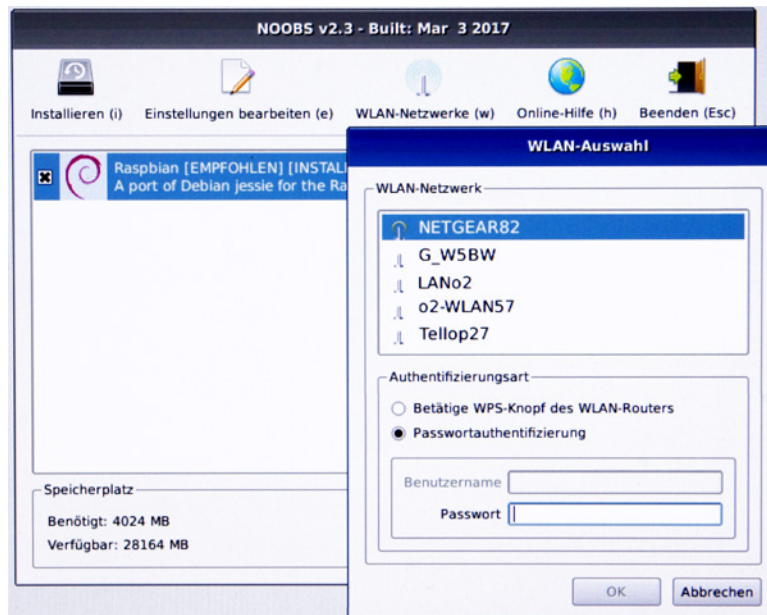 NOOBS v2.3 - Built: Mar 3 2017
Installieren (i) Einstellungen bearbeiten (e) WLAN-Netzwerke (w) Online-Hilfe (h) Beenden (Esc)
Raspbian [EMPFOHLEN]
A port of Debian jessie for the
Speicherplatz
Benötigt: 4024 MB
Verfügbar: 28164 MB
WLAN-Auswahl
WLAN-Netzwerk
NETGEAR82
G_W5BW
LANo2
o2-WLAN57
Tellop27
Authentifizierungsart
Betätige WPS-Knopf des WLAN-Routers
Passwortauthentifizierung
Benutzername
Passwort
OK Abbrechen